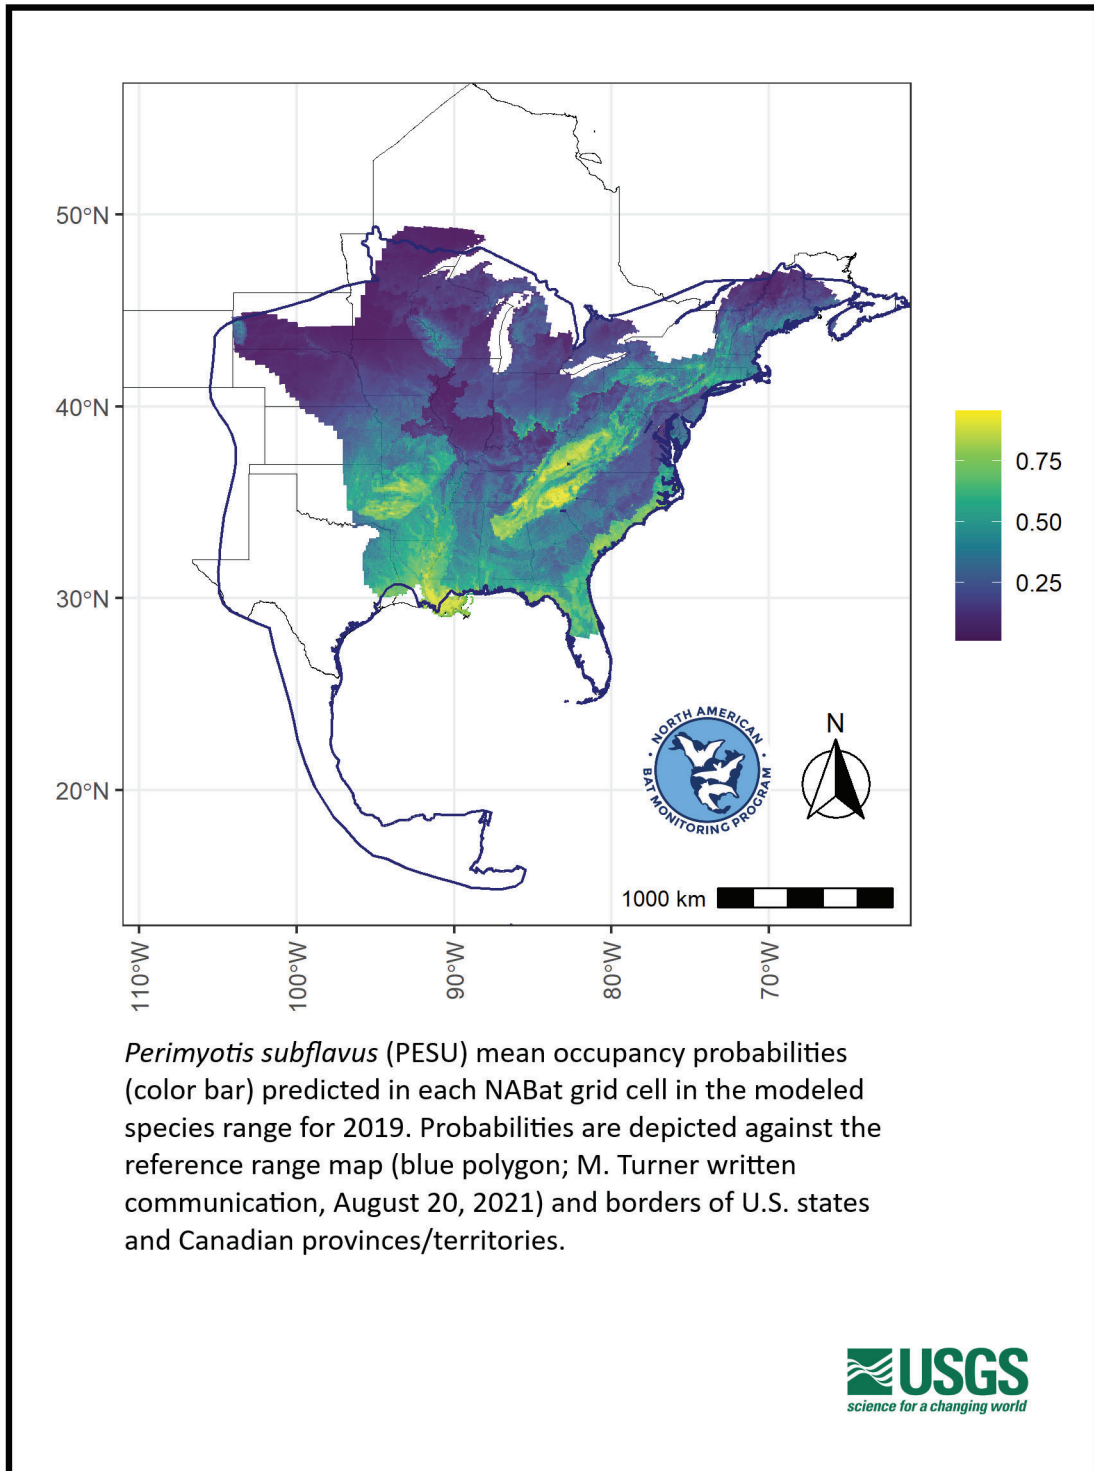 50°N
40°N
30°N
20°N
110°W
100°W
90°W
80°W
70°W
0.75
0.50
0.25
N
NORTH AMERICAN
BAT MONITORING PROGRAM
1000 km
Perimyotis subflavus (PESU) mean occupancy probabilities
(color bar) predicted in each NABat grid cell in the modeled
species range for 2019. Probabilities are depicted against the
reference range map (blue polygon; M. Turner written
communication, August 20, 2021) and borders of U.S. states
and Canadian provinces/territories.
USGS
science for a changing world